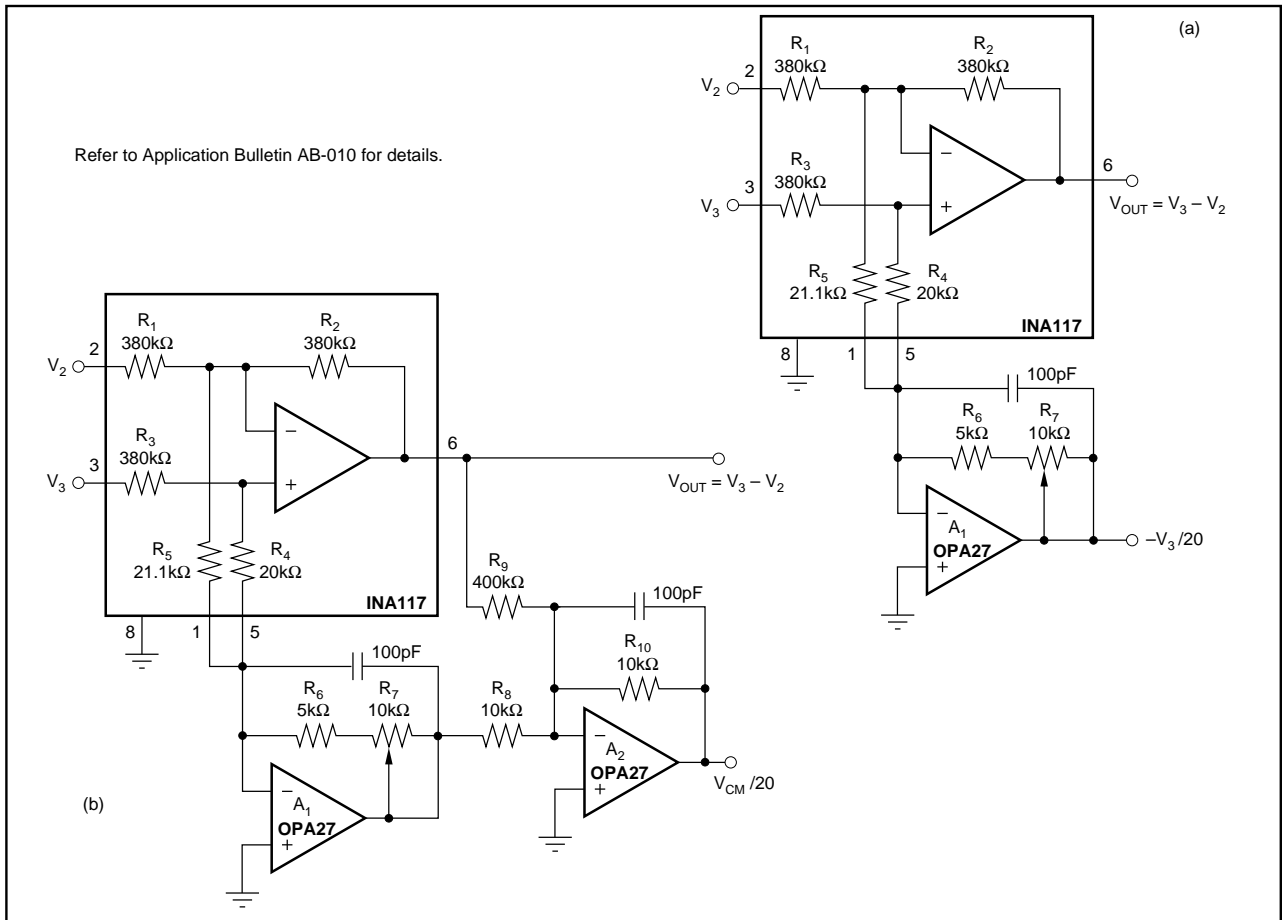 Refer to Application Bulletin AB-010 for details.
(a)
R1
380kΩ
R2
380kΩ
2
V2
R3
380kΩ
3
V3
6
VOUT = V3 – V2
R5
21.1kΩ
R4
20kΩ
INA117
8
1
5
100pF
R6
5kΩ
R7
10kΩ
A1
OPA27
–V3 /20
(b)
R1
380kΩ
R2
380kΩ
2
V2
R3
380kΩ
3
V3
6
VOUT = V3 – V2
R5
21.1kΩ
R4
20kΩ
INA117
8
1
5
R9
400kΩ
100pF
R10
10kΩ
100pF
R6
5kΩ
R7
10kΩ
R8
10kΩ
A1
OPA27
A2
OPA27
VCM /20